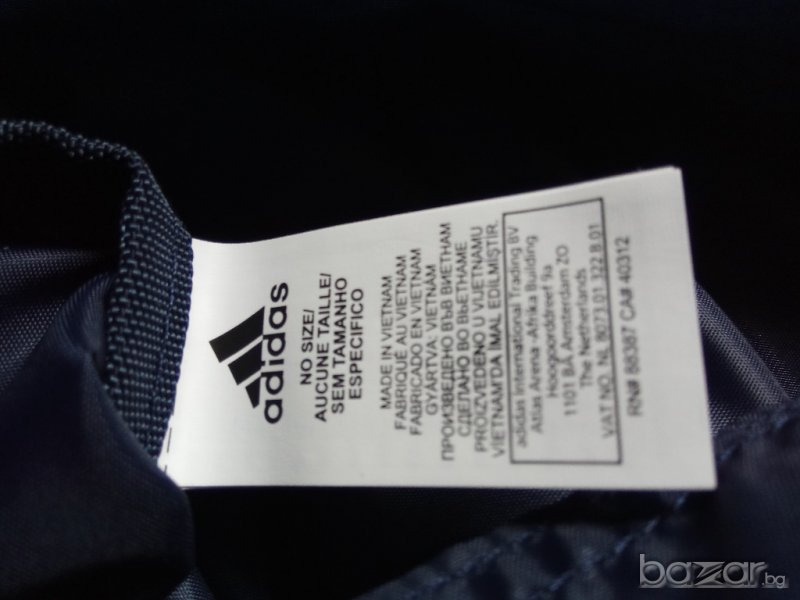 adidas
NO SIZE/
AUCUNE TAILLE/
SEM TAMANHO
ESPECIFICO
MADE IN VIETNAM
FABRIQUÉ AU VIETNAM
FABRICADO EN VIETNAM
GYÁRTVA, VIETNÁM
ПРОИЗВЕДЕНО ВЪВ ВИЕТНАМ
СДЕЛАНО ВО ВЬЕТНАМЕ
PROIZVEDENO U VIJETNAMU
VIETNAM'DA İMAL EDİLMİŞTİR.
adidas International Trading BV
Atlas Arena -Afrika Building
Hoogoorddreef 9a
1101 BA Amsterdam ZO
The Netherlands
VAT NO. NL 8073.01.322.B.01
RN# 88387 CA# 40312
bazar.bg